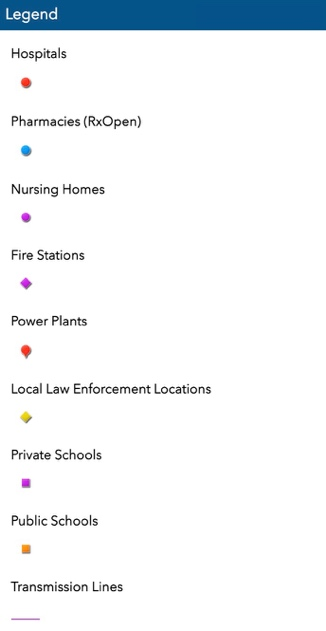 Legend
Hospitals
Pharmacies (RxOpen)
Nursing Homes
Fire Stations
Power Plants
Local Law Enforcement Locations
Private Schools
Public Schools
Transmission Lines